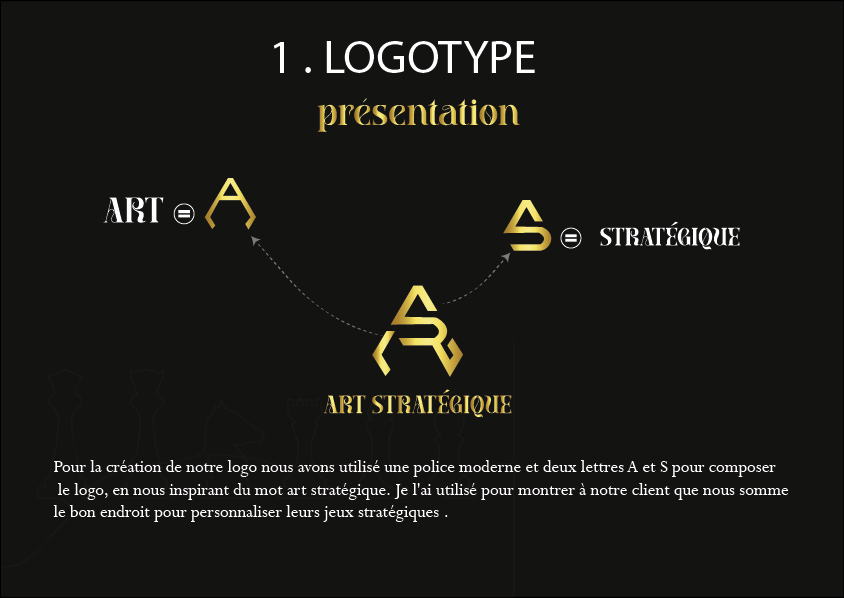 1 . LOGOTYPE
présentation
ART = A
S = STRATÉGIQUE
ART STRATÉGIQUE
Pour la création de notre logo nous avons utilisé une police moderne et deux lettres A et S pour composer
le logo, en nous inspirant du mot art stratégique. Je l'ai utilisé pour montrer à notre client que nous somme
le bon endroit pour personnaliser leurs jeux stratégiques .